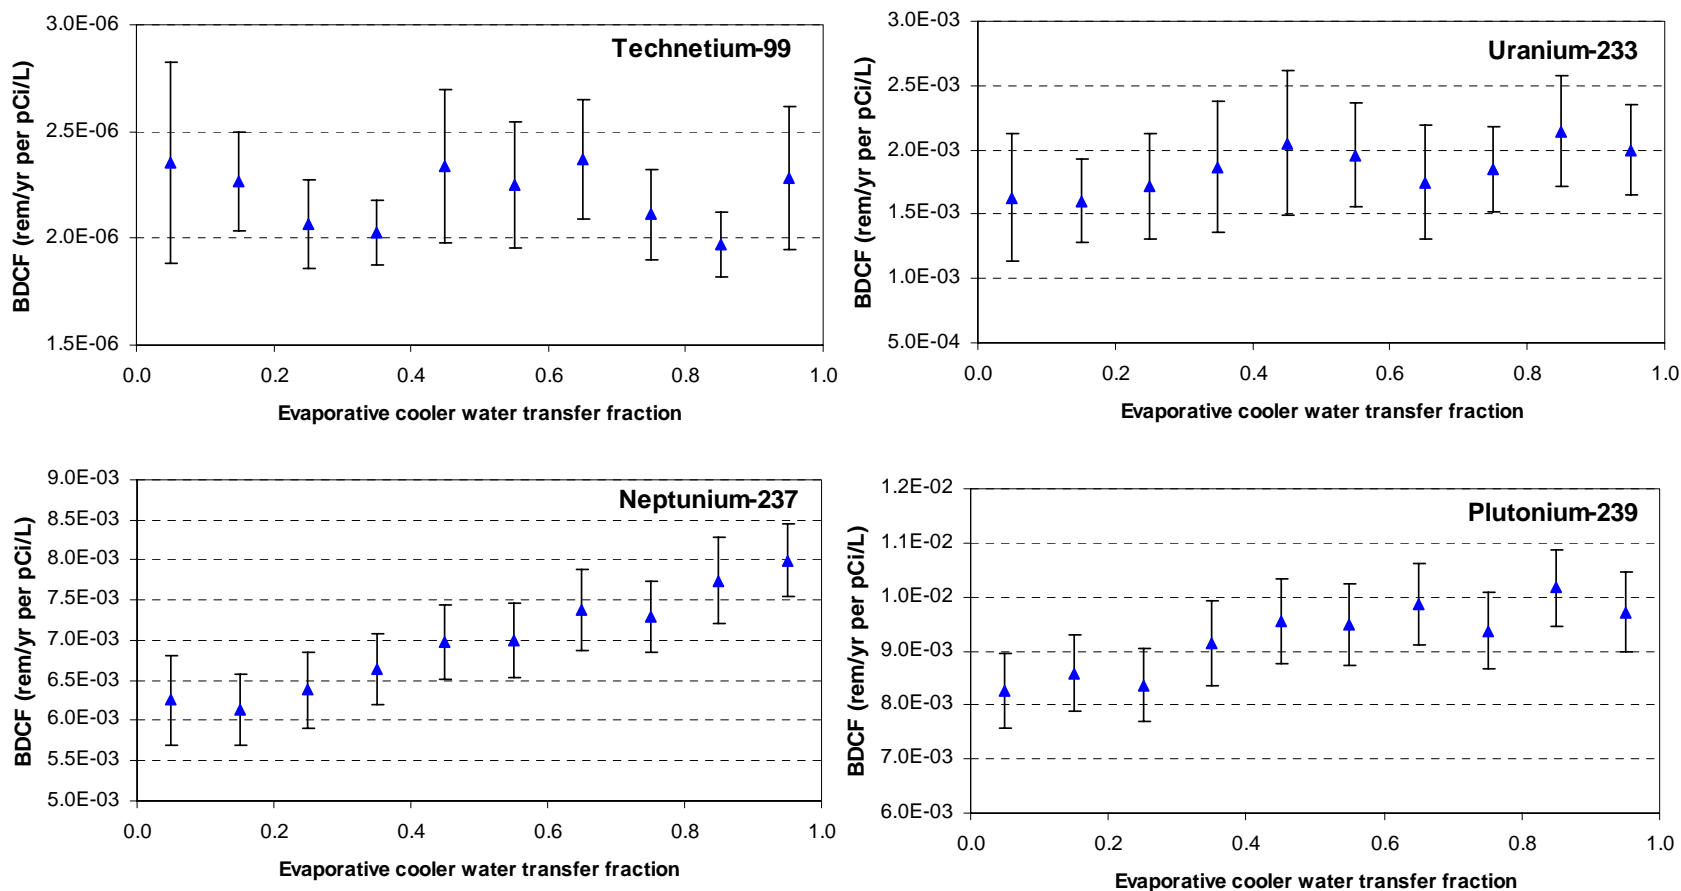 Technetium-99
BDCF (rem/yr per pCi/L)
3.0E-06
2.5E-06
2.0E-06
1.5E-06
0.0 0.2 0.4 0.6 0.8 1.0
Evaporative cooler water transfer fraction
Uranium-233
BDCF (rem/yr per pCi/L)
3.0E-03
2.5E-03
2.0E-03
1.5E-03
1.0E-03
5.0E-04
0.0 0.2 0.4 0.6 0.8 1.0
Evaporative cooler water transfer fraction
Neptunium-237
BDCF (rem/yr per pCi/L)
9.0E-03
8.5E-03
8.0E-03
7.5E-03
7.0E-03
6.5E-03
6.0E-03
5.5E-03
5.0E-03
0.0 0.2 0.4 0.6 0.8 1.0
Evaporative cooler water transfer fraction
Plutonium-239
BDCF (rem/yr per pCi/L)
1.2E-02
1.1E-02
1.0E-02
9.0E-03
8.0E-03
7.0E-03
6.0E-03
0.0 0.2 0.4 0.6 0.8 1.0
Evaporative cooler water transfer fraction